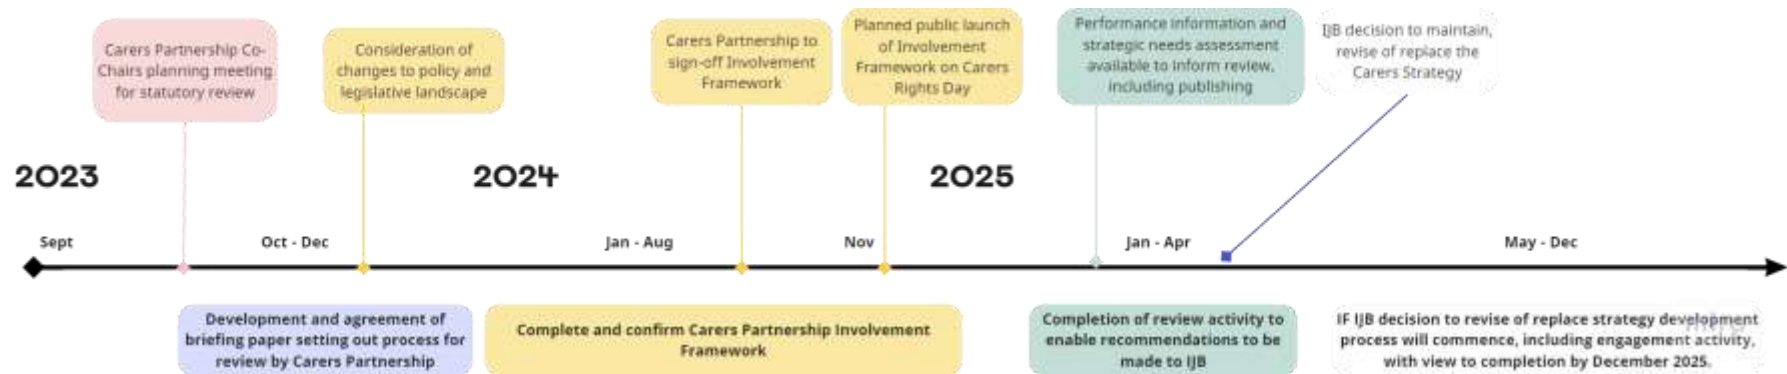 Carers Partnership Co-
Chairs planning meeting
for statutory review
Consideration of
changes to policy and
legislative landscape
Carers Partnership to
sign-off Involvement
Framework
Planned public launch
of Involvement
Framework on Carers
Rights Day
Performance information and
strategic needs assessment
available to inform review,
including publishing
IJB decision to maintain,
revise of replace the
Carers Strategy
2023
2024
2025
Sept
Oct - Dec
Jan - Aug
Nov
Jan - Apr
May - Dec
Development and agreement of
briefing paper setting out process for
review by Carers Partnership
Complete and confirm Carers Partnership Involvement
Framework
Completion of review activity to
enable recommendations to be
made to IJB
IF IJB decision to revise of replace strategy development
process will commence, including engagement activity,
with view to completion by December 2025.